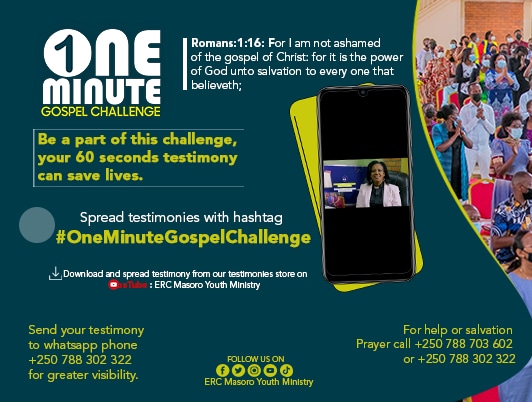 ONE
MINUTE
GOSPEL CHALLENGE
Romans:1:16: For I am not ashamed
of the gospel of Christ: for it is the power
of God unto salvation to every one that
believeth;
Be a part of this challenge,
your 60 seconds testimony
can save lives.
Spread testimonies with hashtag
#OneMinuteGospelChallenge
Download and spread testimony from our testimonies store on
YouTube : ERC Masoro Youth Ministry
Send your testimony
to whatsapp phone
+250 788 302 322
for greater visibility.
FOLLOW US ON
ERC Masoro Youth Ministry
For help or salvation
Prayer call +250 788 703 602
or +250 788 302 322